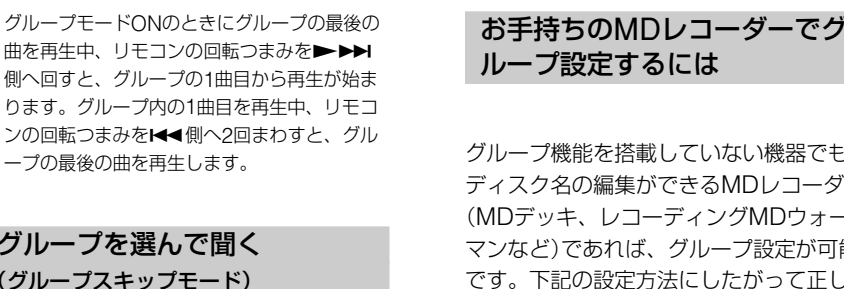 グループモードONのときにグループの最後の
曲を再生中、リモコンの回転つまみを►►►I
側へ回すと、グループの1曲目から再生が始ま
ります。グループ内の1曲目を再生中、リモコ
ンの回転つまみをI◄◄側へ2回まわすと、グル
ープの最後の曲を再生します。
グループを選んで聞く
(グループスキップモード)
お手持ちのMDレコーダーでグ
ループ設定するには
グループ機能を搭載していない機器でも
ディスク名の編集ができるMDレコーダ
(MDデッキ、レコーディングMDウォー
マンなど)であれば、グループ設定が可能
です。下記の設定方法にしたがって正し